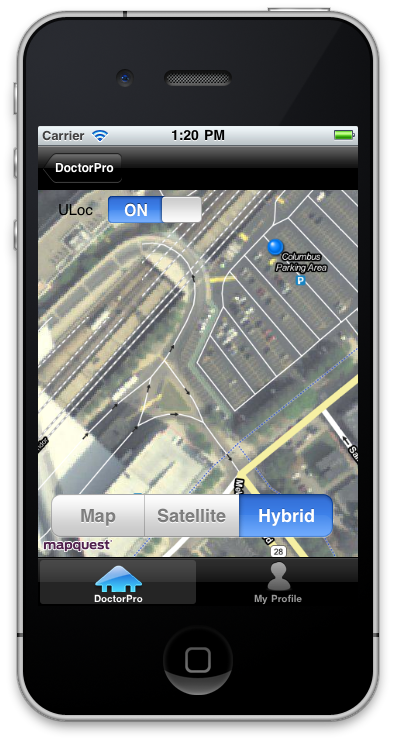 Carrier 1:20 PM
DoctorPro
ULoc ON
Columbus
Parking Area
P
Map Satellite Hybrid
mapquest
28
DoctorPro My Profile